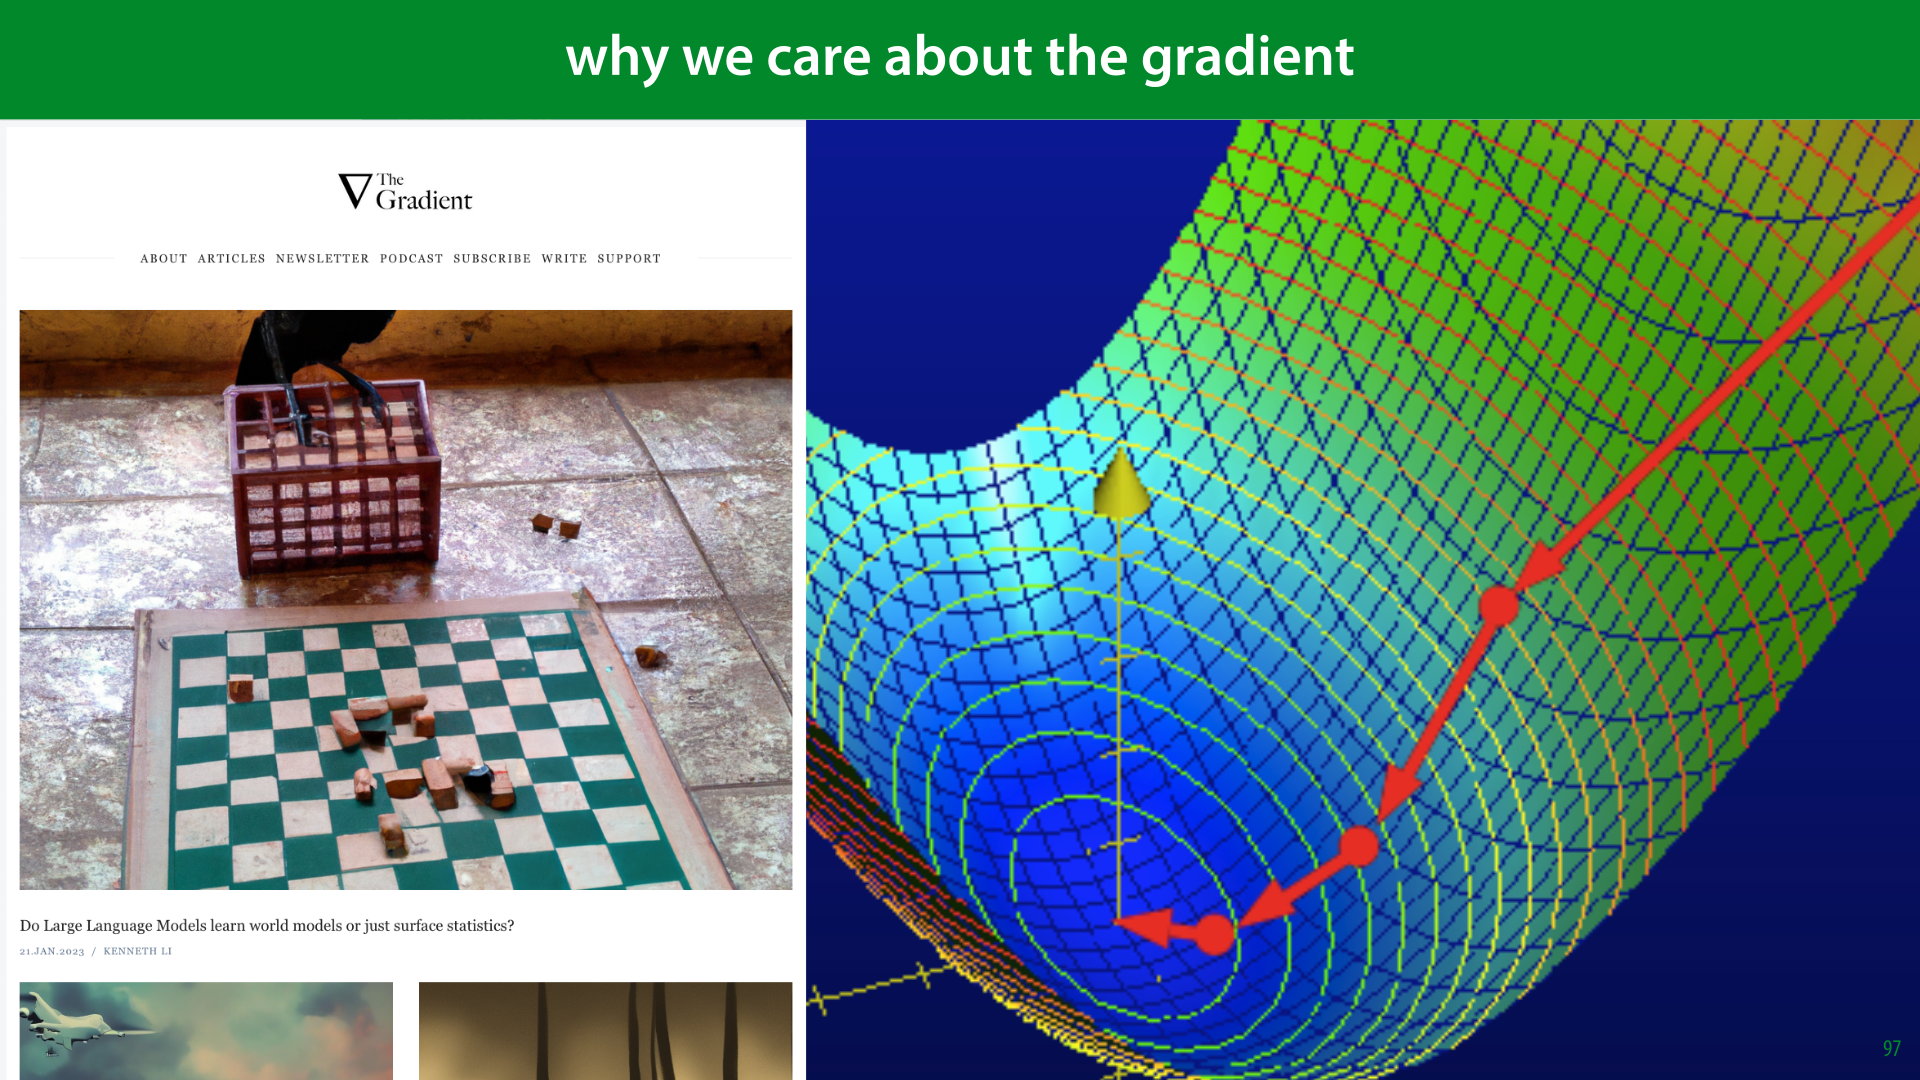 why we care about the gradient
The
Gradient
ABOUT ARTICLES NEWSLETTER PODCAST SUBSCRIBE WRITE SUPPORT
Do Large Language Models learn world models or just surface statistics?
21.JAN.2023 / KENNETH LI
97